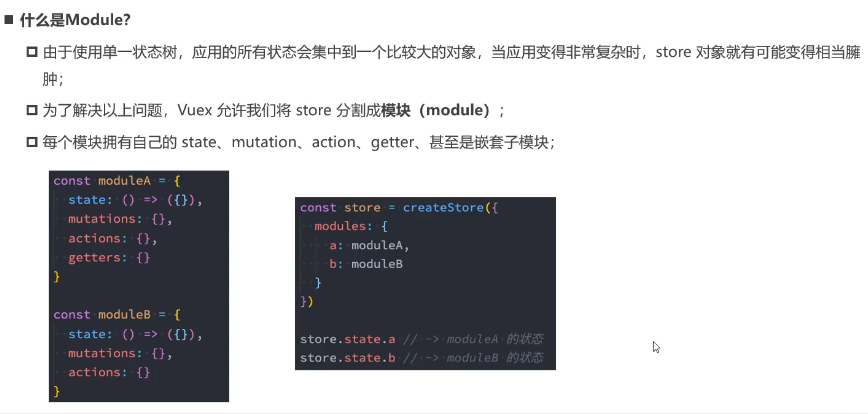 什么是Module?
由于使用单一状态树，应用的所有状态会集中到一个比较大的对象，当应用变得非常复杂时，store 对象就有可能变得相当臃
肿；
为了解决以上问题，Vuex 允许我们将 store 分割成模块（module）；
每个模块拥有自己的 state、mutation、action、getter、甚至是嵌套子模块；
const moduleA = {
  state: () => ({}),
  mutations: {},
  actions: {},
  getters: {}
}
const moduleB = {
  state: () => ({}),
  mutations: {},
  actions: {}
}
const store = createStore({
  modules: {
    a: moduleA,
    b: moduleB
  }
})
store.state.a // -> moduleA 的状态
store.state.b // -> moduleB 的状态